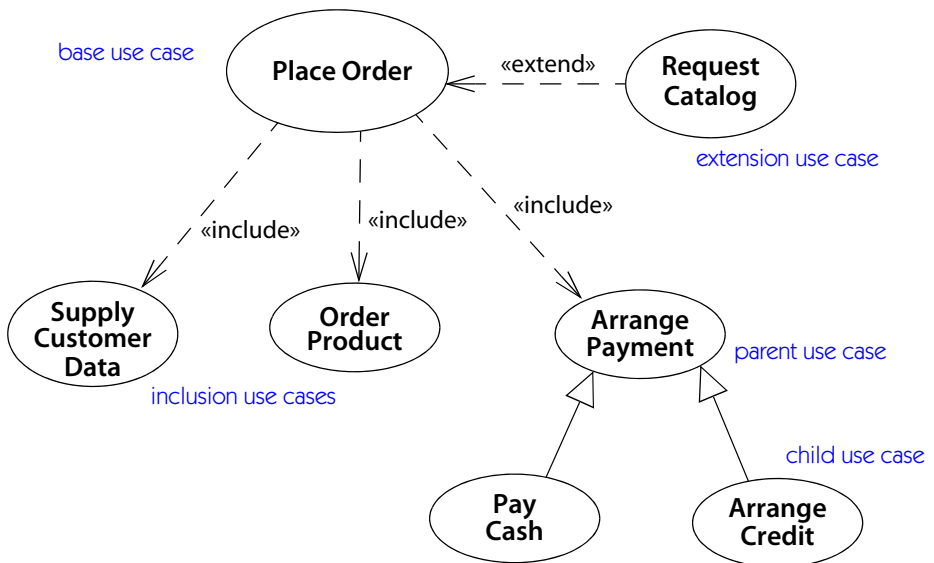 base use case
Place Order
«extend»
Request
Catalog
extension use case
«include»
«include»
«include»
Supply
Customer
Data
Order
Product
Arrange
Payment
parent use case
inclusion use cases
child use case
Pay
Cash
Arrange
Credit